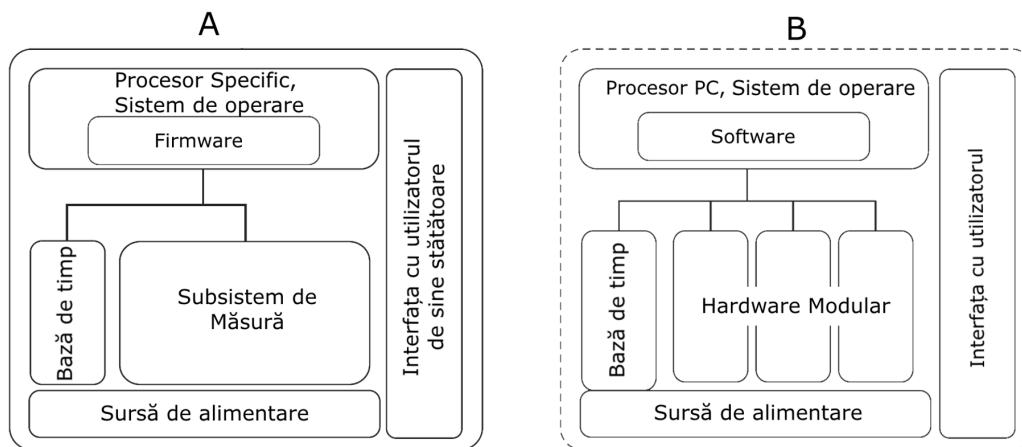 A
Procesor Specific,
Sistem de operare
Firmware
Bază de timp
Subsistem de
Măsură
Sursă de alimentare
Interfața cu utilizatorul
de sine stătătoare
B
Procesor PC, Sistem de operare
Software
Bază de timp
Hardware Modular
Sursă de alimentare
Interfața cu utilizatorul